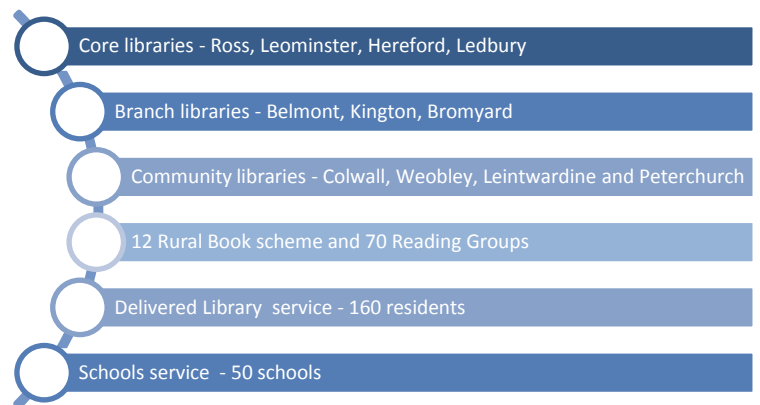 Core libraries - Ross, Leominster, Hereford, Ledbury
Branch libraries - Belmont, Kington, Bromyard
Community libraries - Colwall, Weobley, Leintwardine and Peterchurch
12 Rural Book scheme and 70 Reading Groups
Delivered Library service - 160 residents
Schools service - 50 schools